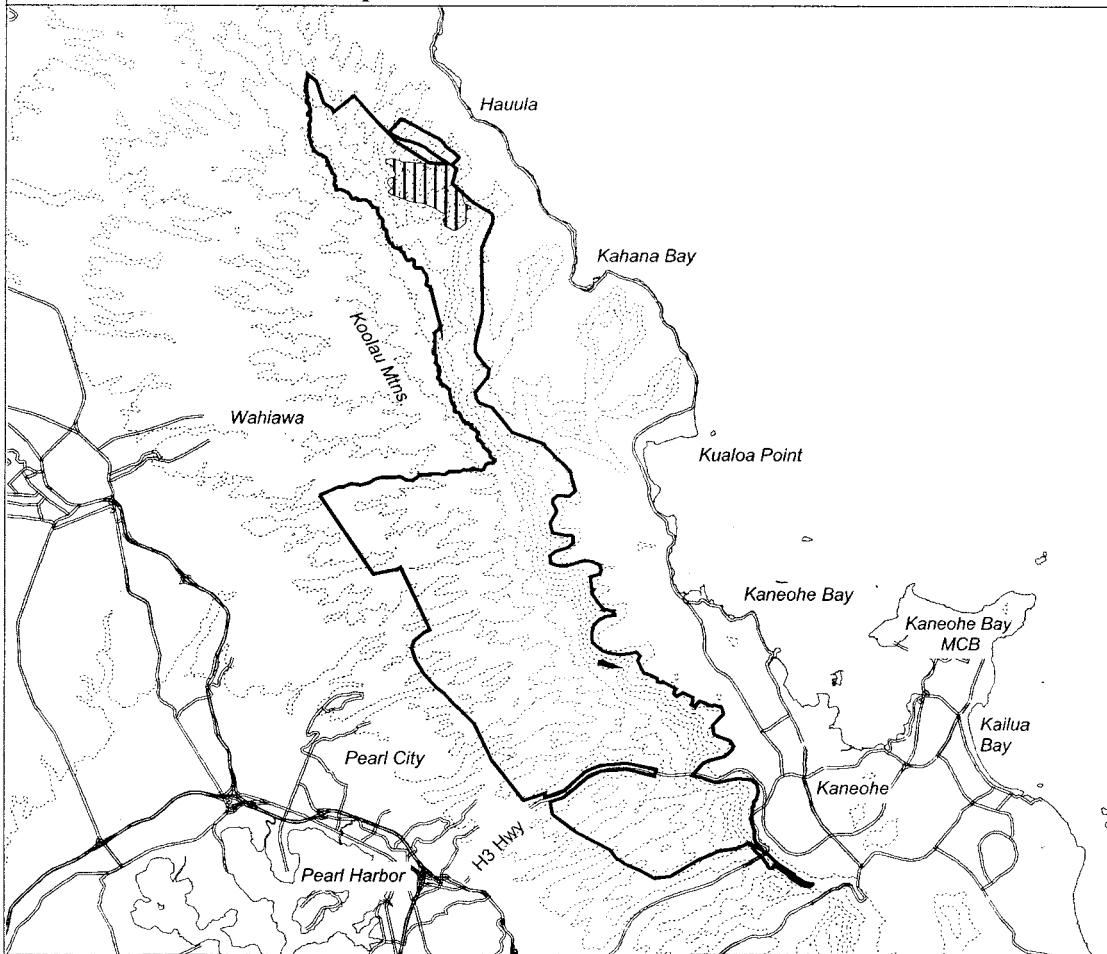 Hauula
Kahana Bay
Koolau Mtns.
Wahiawa
Kualoa Point
Kaneohe Bay
Kaneohe Bay
MCB
Kailua
Bay
Pearl City
Kaneohe
H3 Hwy
Pearl Harbor